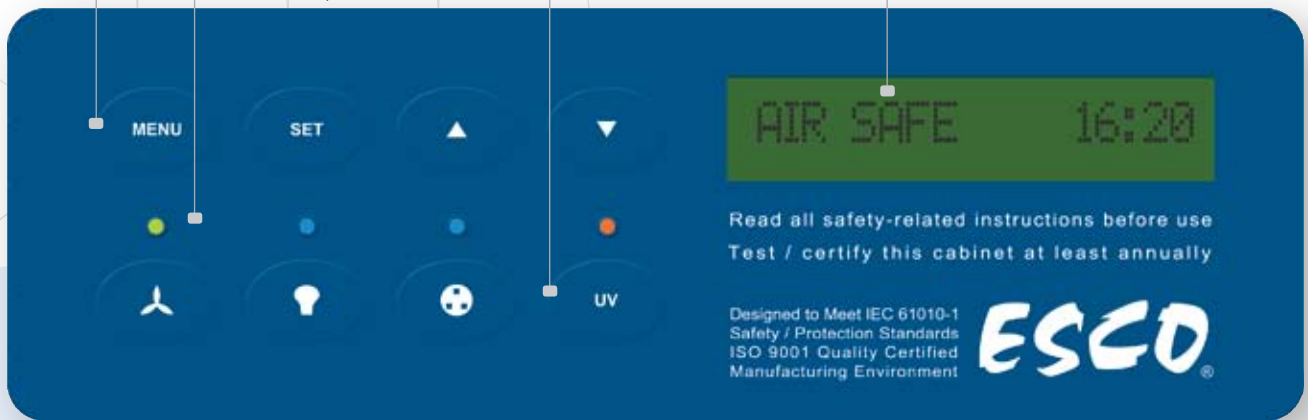 MENU
SET
UV
AIR SAFE 16:20
Read all safety-related instructions before use
Test / certify this cabinet at least annually
Designed to Meet IEC 61010-1
Safety / Protection Standards
ISO 9001 Quality Certified
Manufacturing Environment
ESCO®